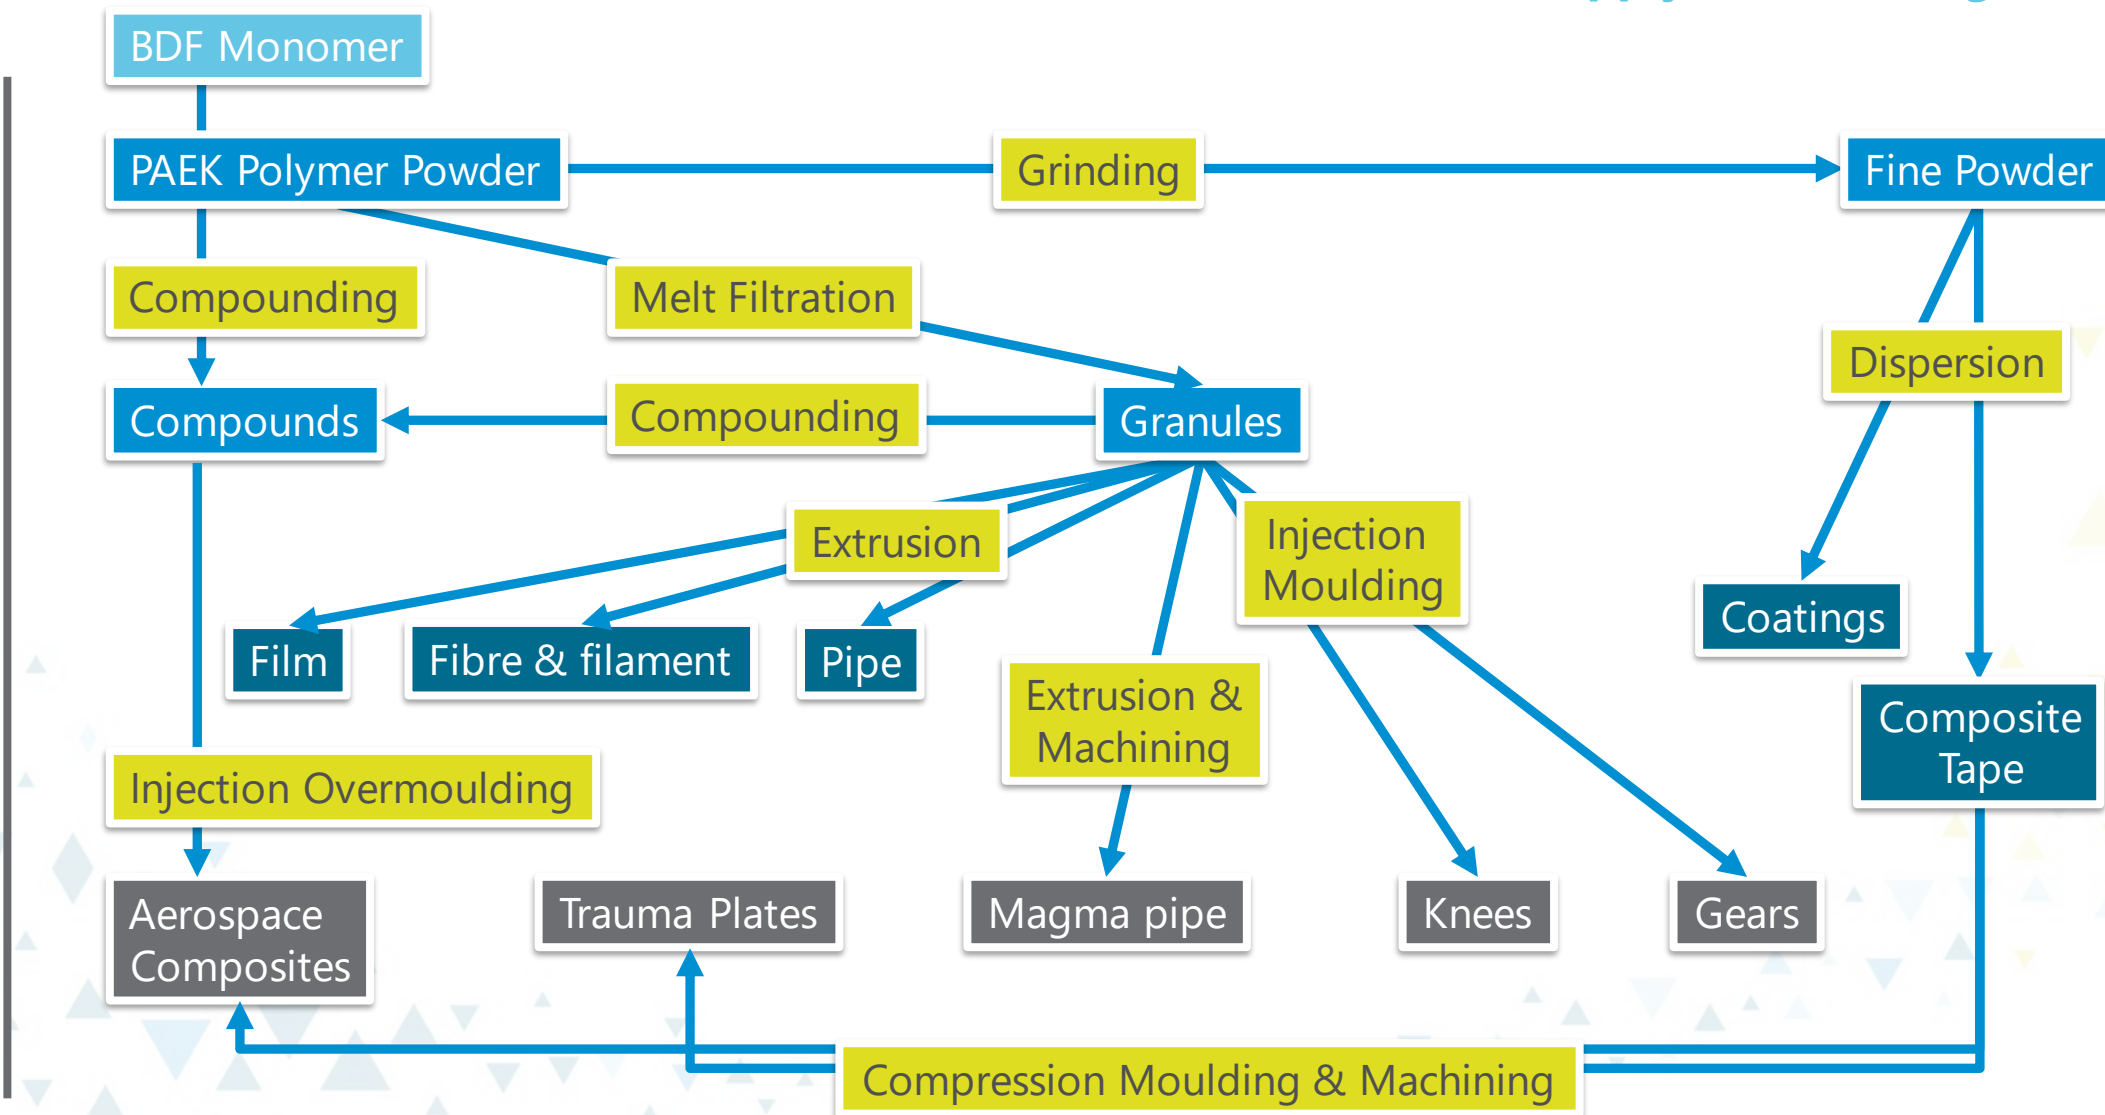 BDF Monomer
PAEK Polymer Powder
Grinding
Fine Powder
Compounding
Melt Filtration
Dispersion
Compounds
Compounding
Granules
Extrusion
Injection
Moulding
Coatings
Film
Fibre & filament
Pipe
Extrusion &
Machining
Composite
Tape
Injection Overmoulding
Aerospace
Composites
Trauma Plates
Magma pipe
Knees
Gears
Compression Moulding & Machining